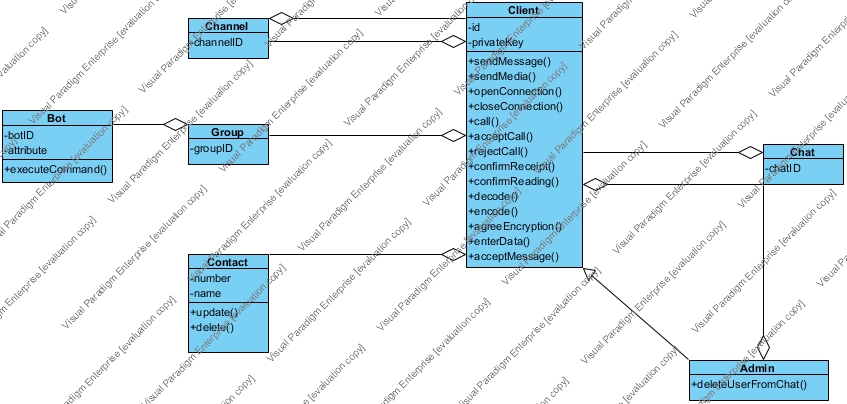 Client
-id
-privateKey
+sendMessage()
+sendMedia()
+openConnection()
+closeConnection()
+call()
+acceptCall()
+rejectCall()
+confirmReceipt()
+confirmReading()
+decode()
+encode()
+agreeEncryption()
+enterData()
+acceptMessage()
Channel
-channelID
Bot
-botID
-attribute
+executeCommand()
Group
-groupID
Chat
-chatID
Contact
-number
-name
+update()
+delete()
Admin
+deleteUserFromChat()
Visual Paradigm Enterprise [evaluation copy]